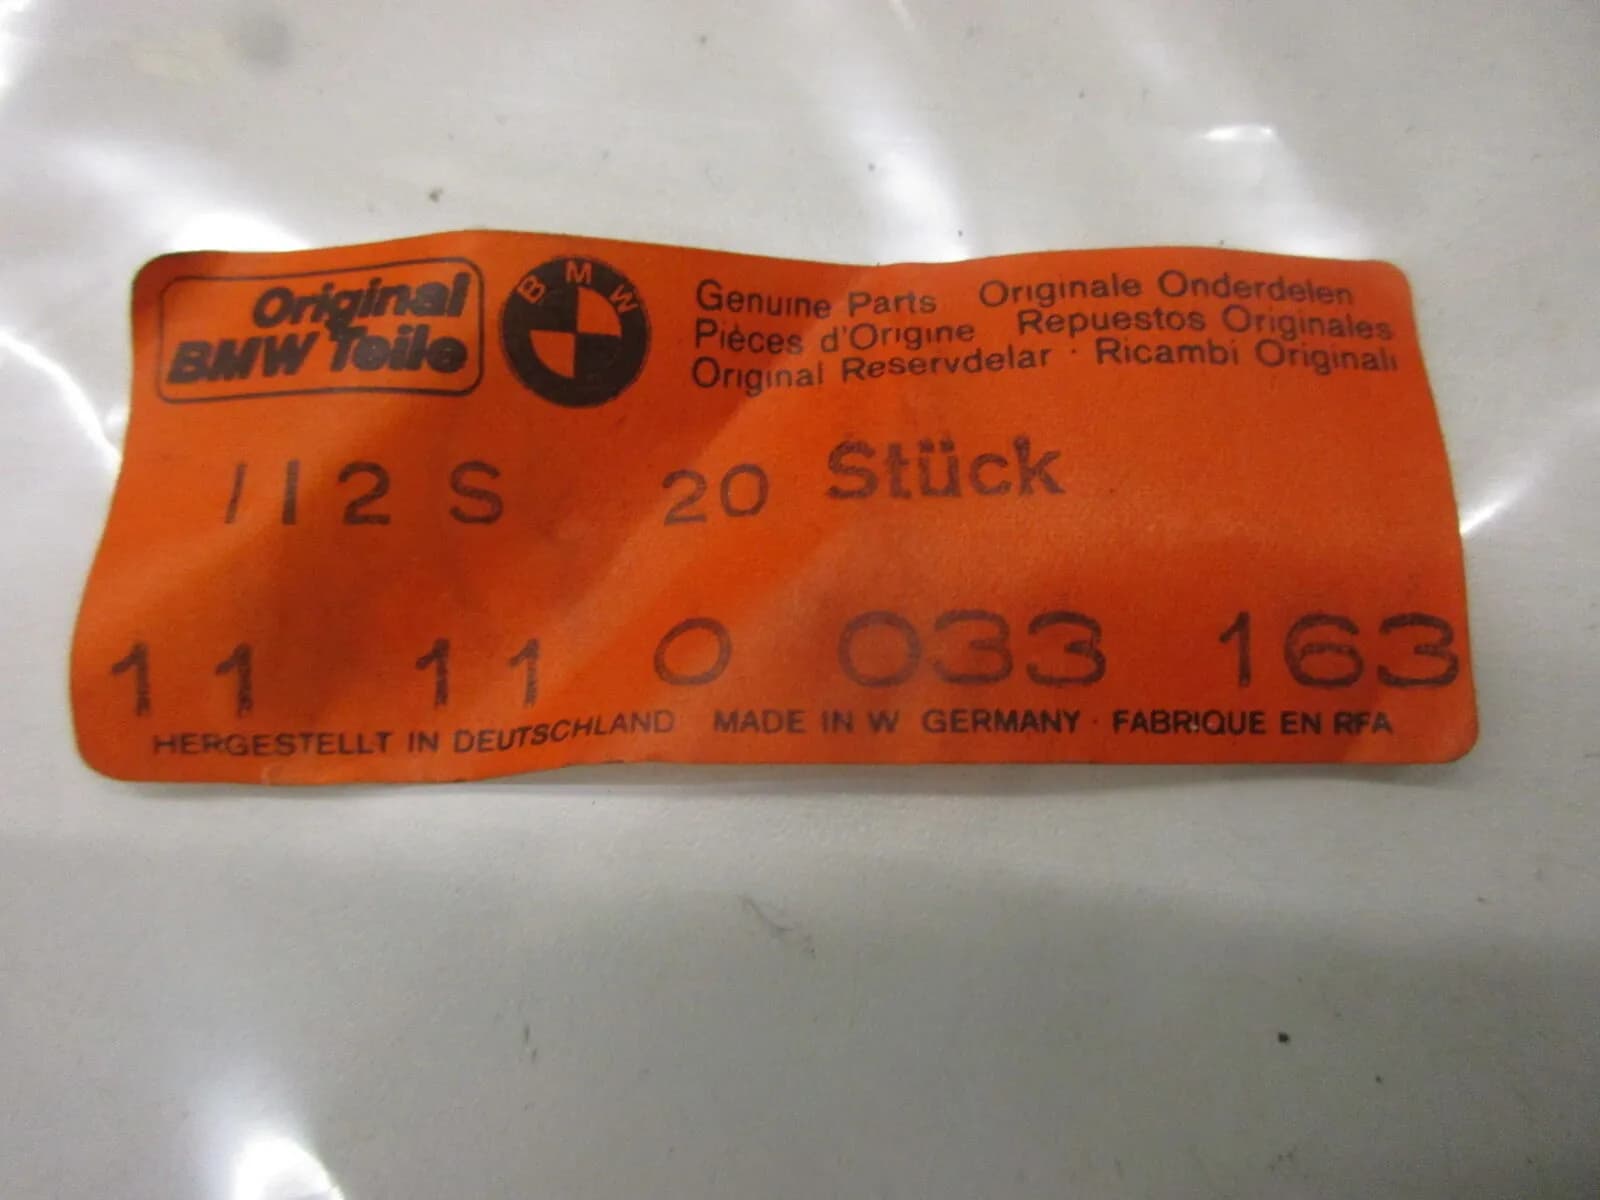 Original
BMW Teile
BMW
Genuine Parts Originale Onderdelen
Pièces d'Origine Repuestos Originales
Original Reservdelar · Ricambi Originali
112 S 20 Stück
11 11 0 033 163
HERGESTELLT IN DEUTSCHLAND MADE IN W GERMANY · FABRIQUE EN RFA